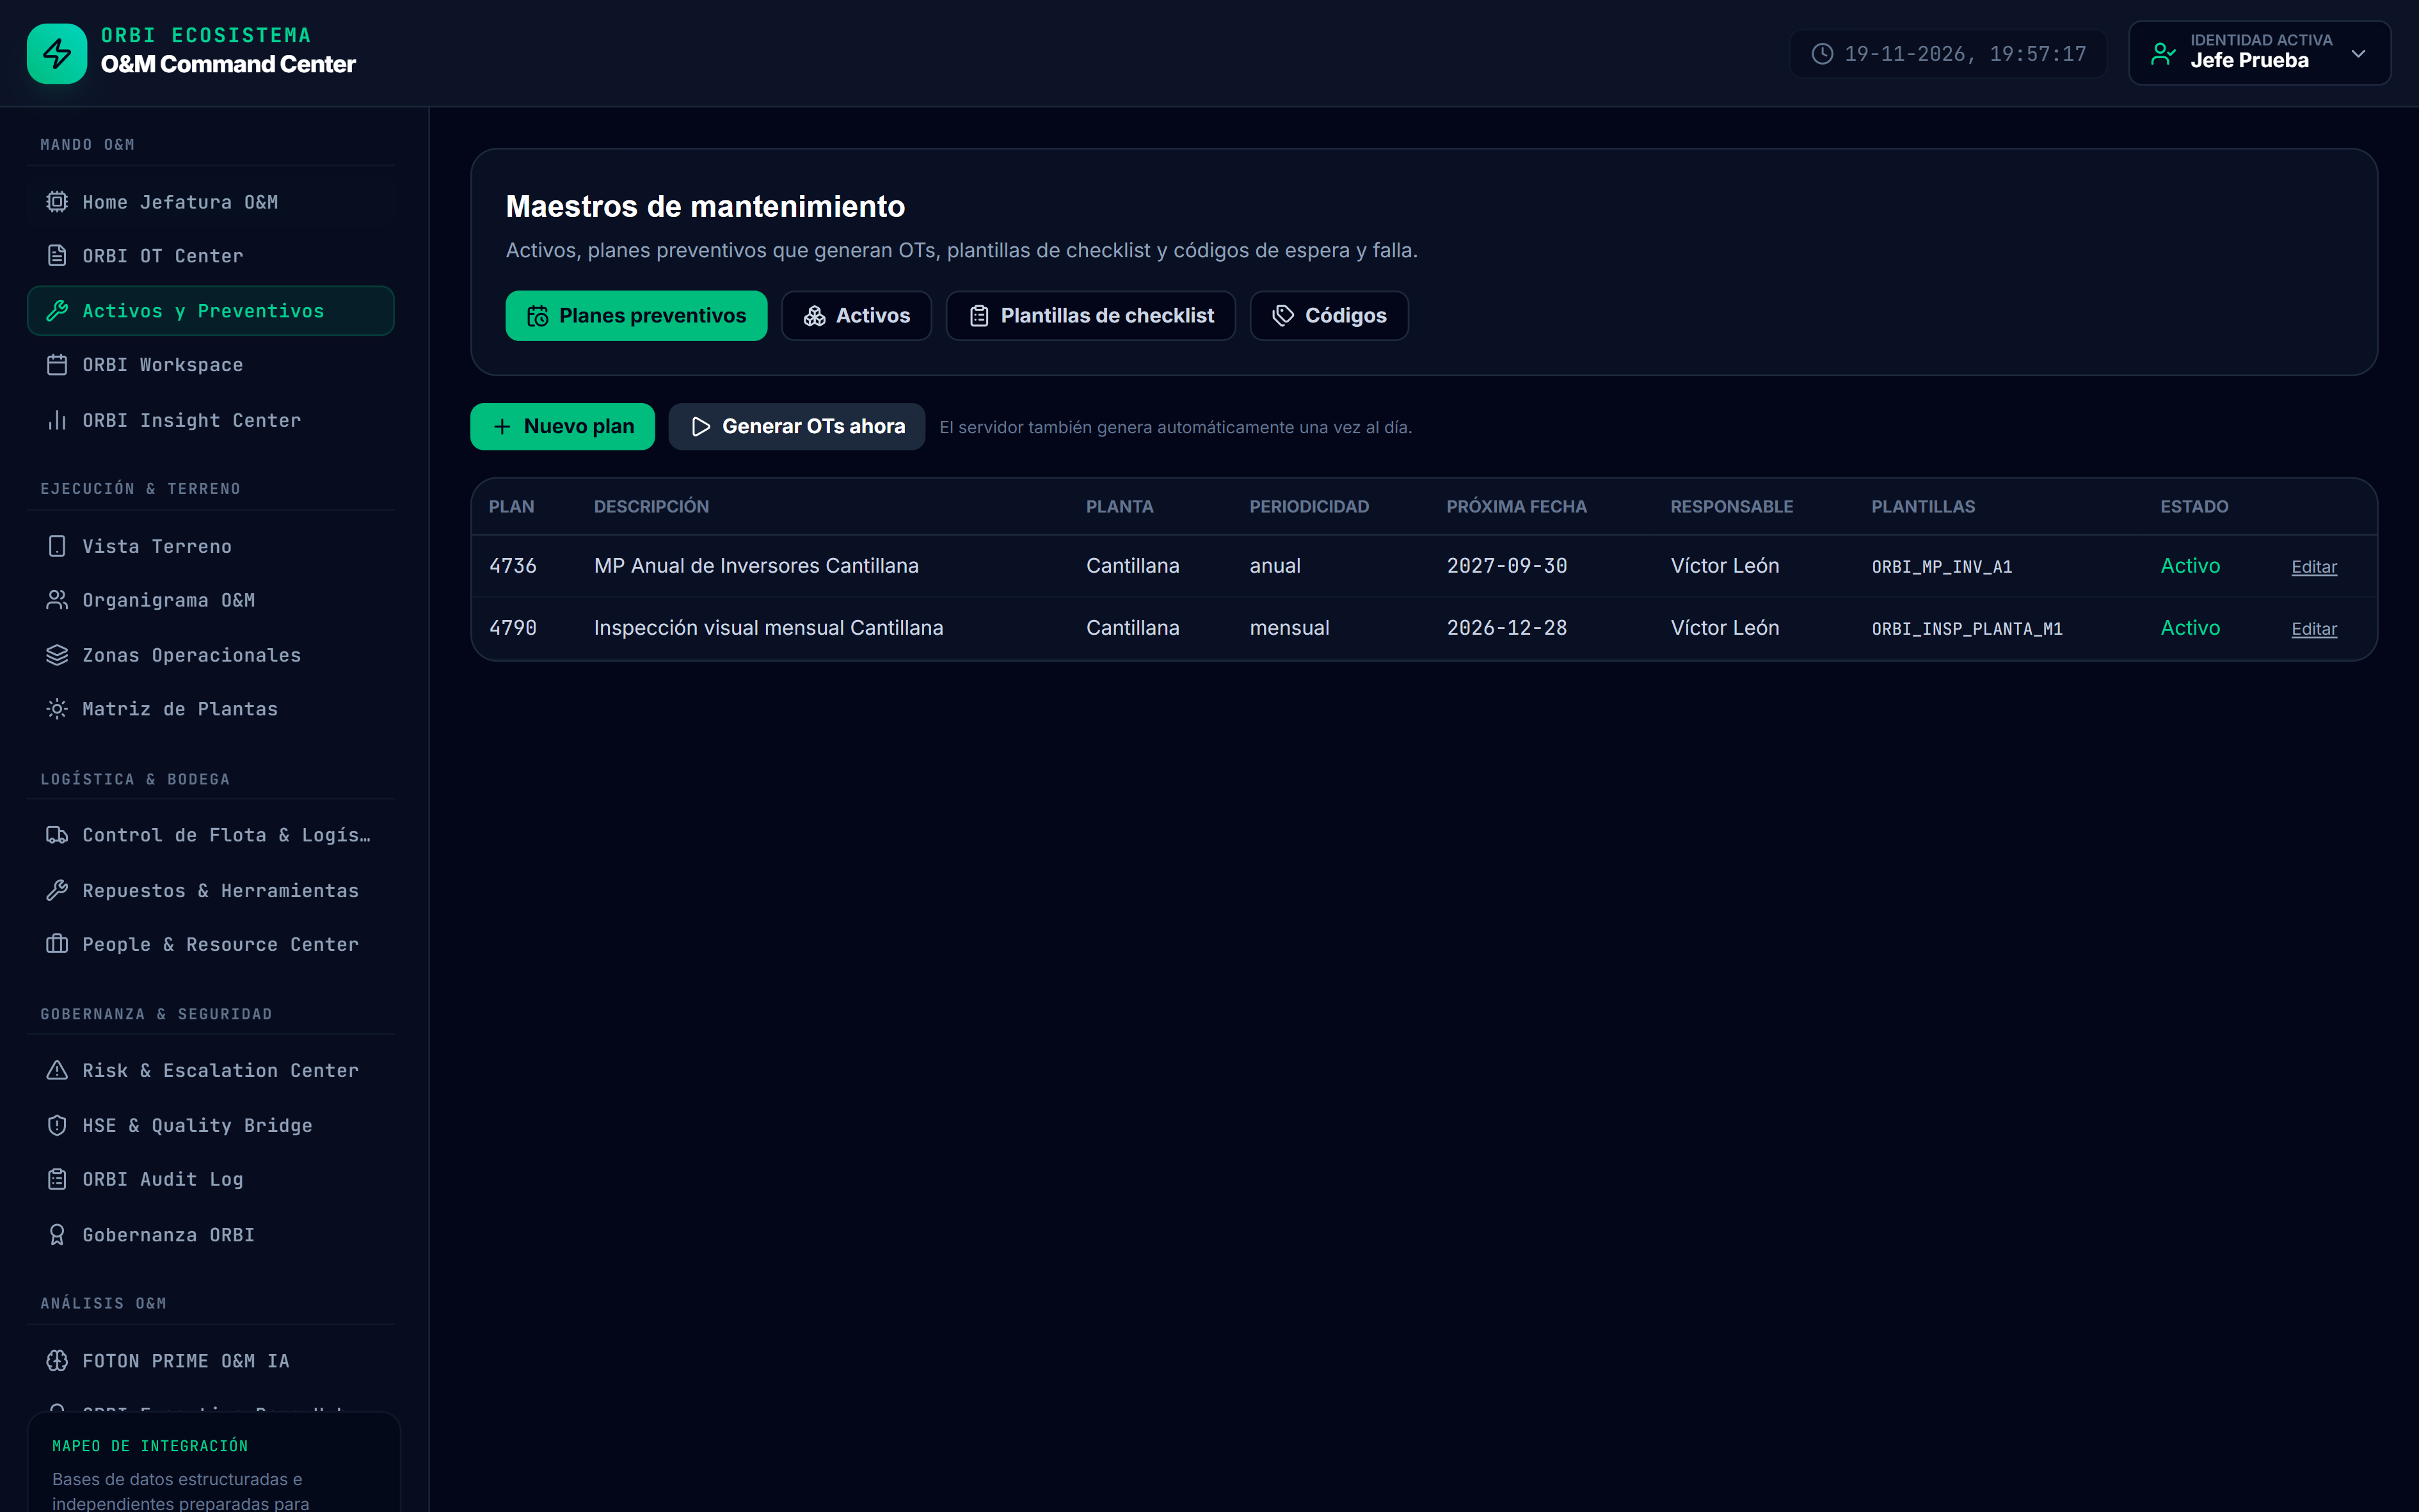 ORBI ECOSISTEMA
O&M Command Center
19-11-2026, 19:57:17
IDENTIDAD ACTIVA
Jefe Prueba
MANDO O&M
Home Jefatura O&M
ORBI OT Center
Activos y Preventivos
ORBI Workspace
ORBI Insight Center
EJECUCIÓN & TERRENO
Vista Terreno
Organigrama O&M
Zonas Operacionales
Matriz de Plantas
LOGÍSTICA & BODEGA
Control de Flota & Logís…
Repuestos & Herramientas
People & Resource Center
GOBERNANZA & SEGURIDAD
Risk & Escalation Center
HSE & Quality Bridge
ORBI Audit Log
Gobernanza ORBI
ANÁLISIS O&M
FOTON PRIME O&M IA
MAPEO DE INTEGRACIÓN
Bases de datos estructuradas e
independientes preparadas para
Maestros de mantenimiento
Activos, planes preventivos que generan OTs, plantillas de checklist y códigos de espera y falla.
Planes preventivos Activos Plantillas de checklist Códigos
Nuevo plan Generar OTs ahora El servidor también genera automáticamente una vez al día.
PLAN DESCRIPCIÓN PLANTA PERIODICIDAD PRÓXIMA FECHA RESPONSABLE PLANTILLAS ESTADO
4736 MP Anual de Inversores Cantillana Cantillana anual 2027-09-30 Víctor León ORBI_MP_INV_A1 Activo Editar
4790 Inspección visual mensual Cantillana Cantillana mensual 2026-12-28 Víctor León ORBI_INSP_PLANTA_M1 Activo Editar